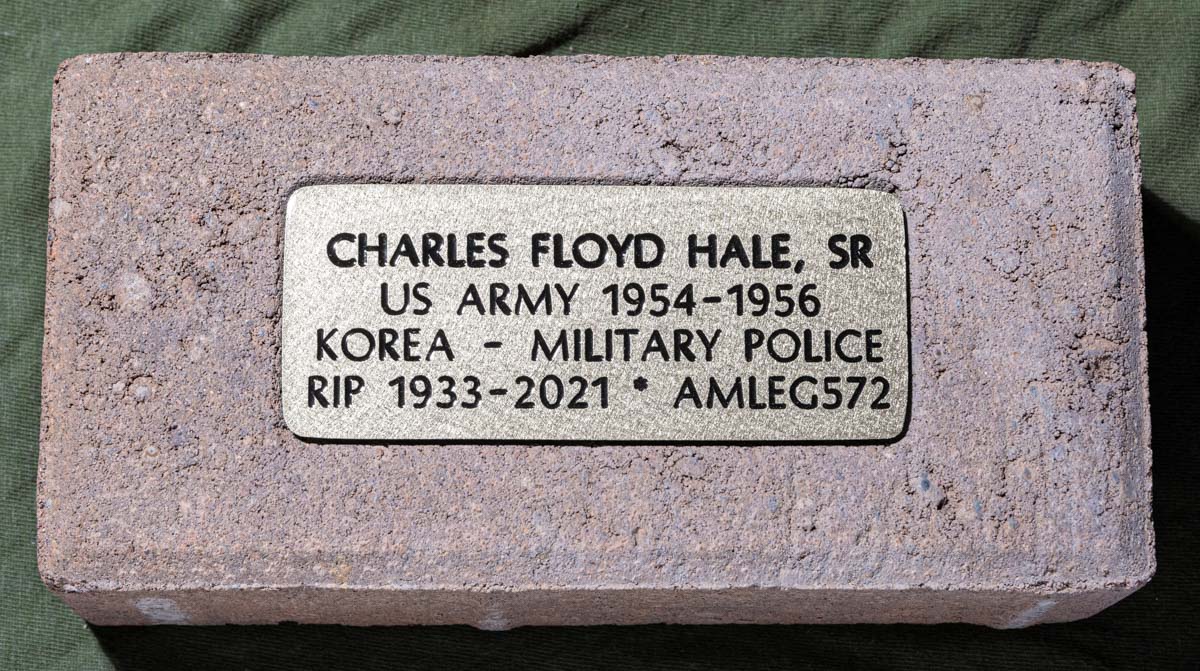 CHARLES FLOYD HALE, SR
US ARMY 1954-1956
KOREA - MILITARY POLICE
RIP 1933-2021 * AMLEG572